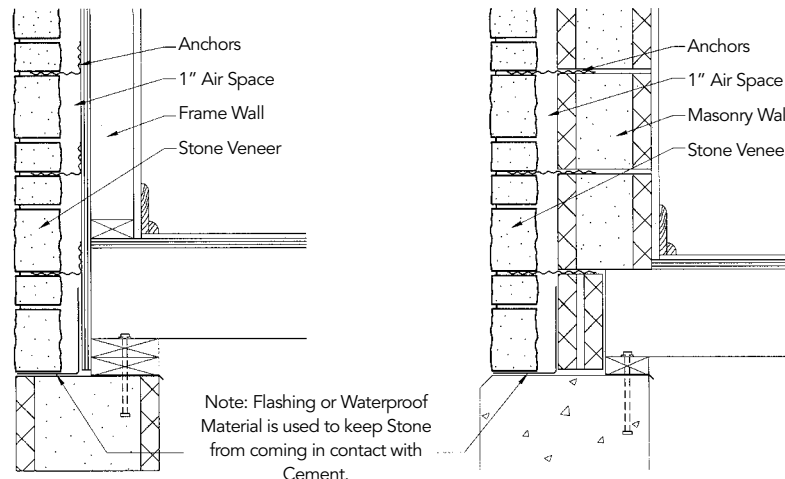 Anchors
1” Air Space
Frame Wall
Stone Veneer
Anchors
1” Air Space
Masonry Wal
Stone Venee
Note: Flashing or Waterproof
Material is used to keep Stone
from coming in contact with
Cement.